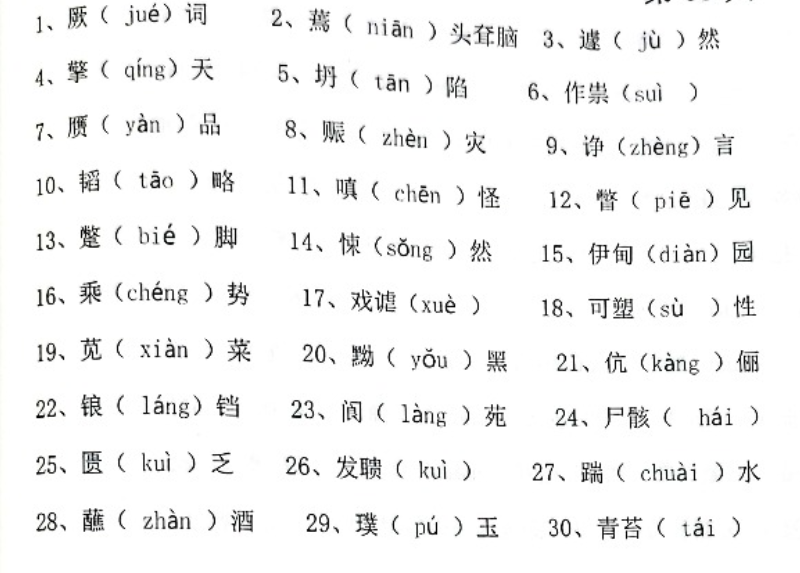 1、厥（ jué）词 2、蔫（ niān ）头耷脑 3、遽（ jù ）然
4、擎（ qíng）天 5、坍（ tān ）陷 6、作祟（suì ）
7、赝（ yàn ）品 8、赈（ zhèn ）灾 9、诤（zhèng）言
10、韬（ tāo ）略 11、嗔（ chēn ）怪 12、瞥（ piē ）见
13、蹩（ bié ）脚 14、悚（sǒng ）然 15、伊甸（diàn）园
16、乘（chéng ）势 17、戏谑（xuè ） 18、可塑（sù ）性
19、苋（ xiàn ）菜 20、黝（ yǒu ）黑 21、伉（kàng ）俪
22、锒（ láng）铛 23、阆（ làng ）苑 24、尸骸（ hái ）
25、匮（ kuì ）乏 26、发聩（ kuì ） 27、踹（ chuài ）水
28、蘸（ zhàn ）酒 29、璞（ pú ）玉 30、青苔（ tái ）